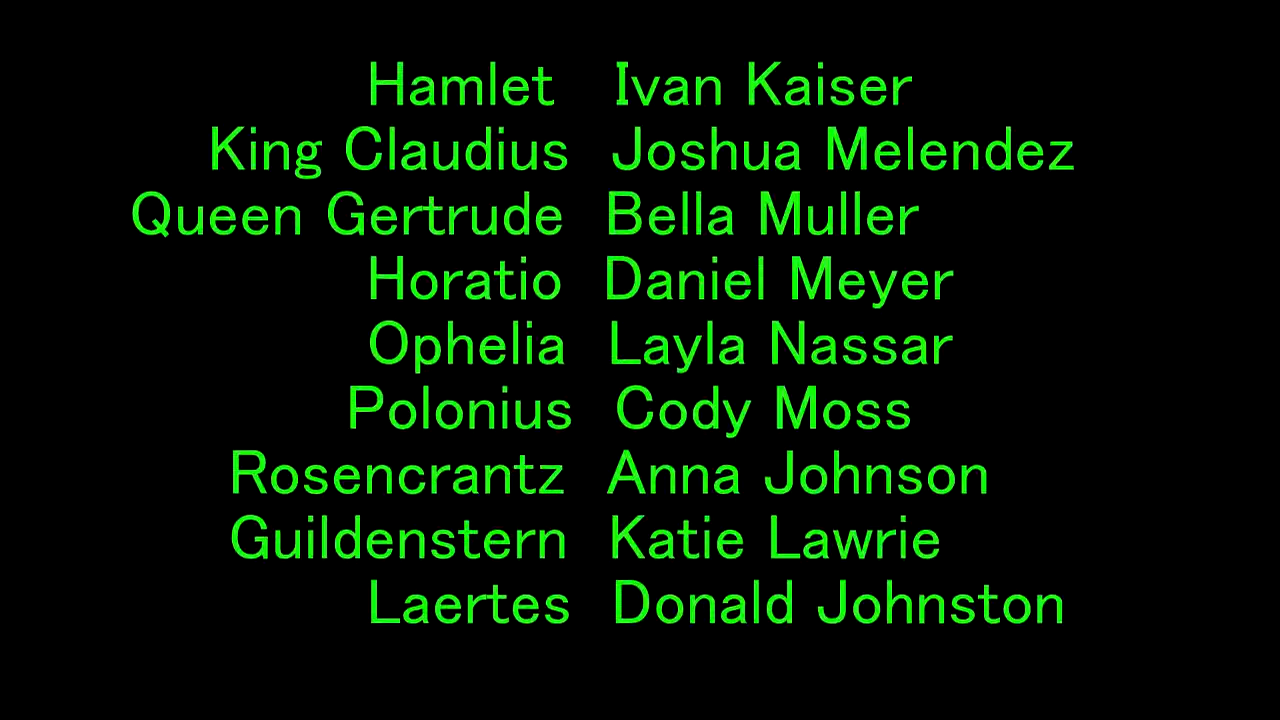 Hamlet Ivan Kaiser
King Claudius Joshua Melendez
Queen Gertrude Bella Muller
Horatio Daniel Meyer
Ophelia Layla Nassar
Polonius Cody Moss
Rosencrantz Anna Johnson
Guildenstern Katie Lawrie
Laertes Donald Johnston